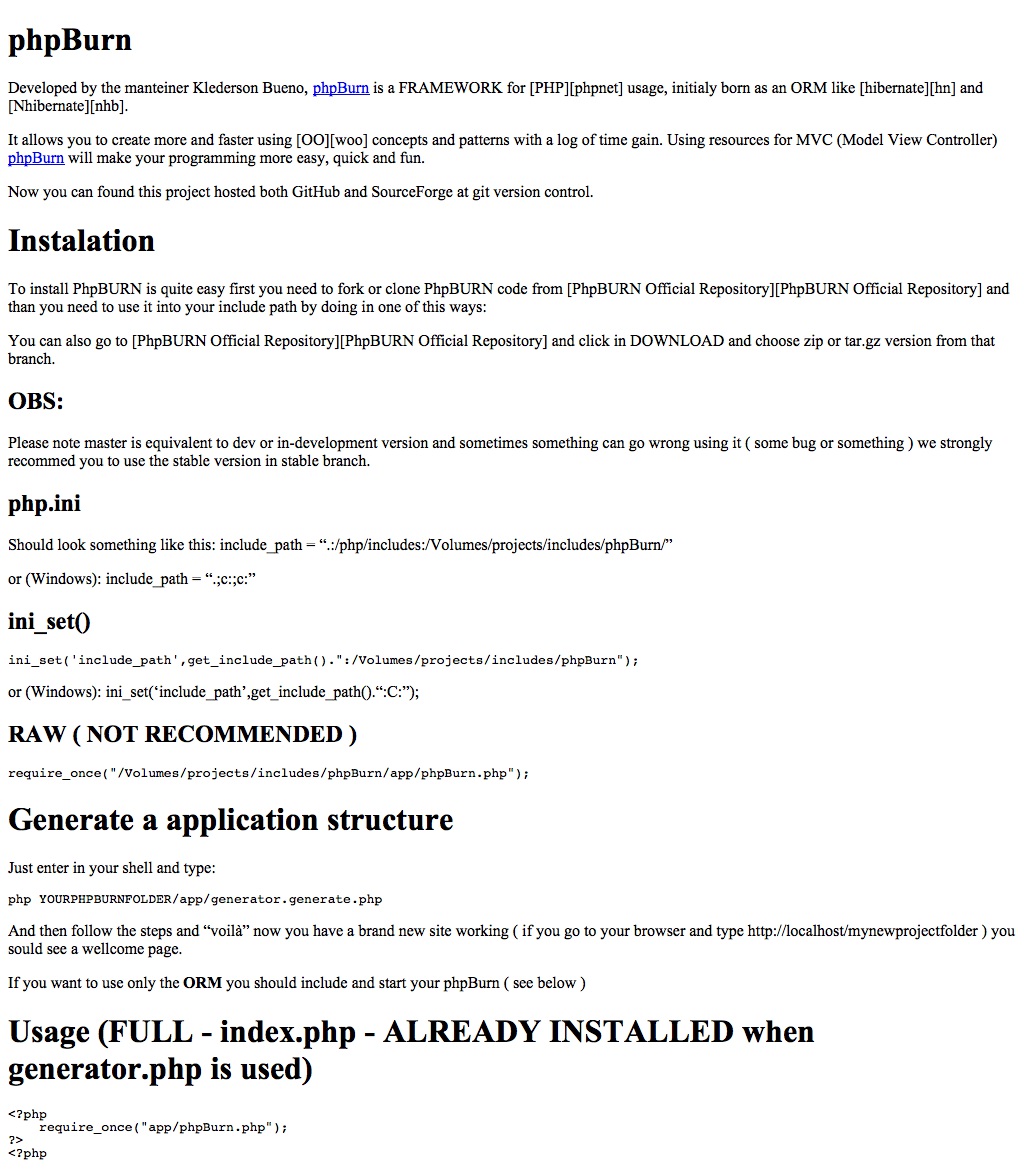 phpBurn
Developed by the manteiner Klederson Bueno, phpBurn is a FRAMEWORK for [PHP][phpnet] usage, initialy born as an ORM like [hibernate][hn] and
[Nhibernate][nhb].
It allows you to create more and faster using [OO][woo] concepts and patterns with a log of time gain. Using resources for MVC (Model View Controller)
phpBurn will make your programming more easy, quick and fun.
Now you can found this project hosted both GitHub and SourceForge at git version control.
Instalation
To install PhpBURN is quite easy first you need to fork or clone PhpBURN code from [PhpBURN Official Repository][PhpBURN Official Repository] and
than you need to use it into your include path by doing in one of this ways:
You can also go to [PhpBURN Official Repository][PhpBURN Official Repository] and click in DOWNLOAD and choose zip or tar.gz version from that
branch.
OBS:
Please note master is equivalent to dev or in-development version and sometimes something can go wrong using it ( some bug or something ) we strongly
recommed you to use the stable version in stable branch.
php.ini
Should look something like this: include_path = “.:/php/includes:/Volumes/projects/includes/phpBurn/”
or (Windows): include_path = “.;c:;c:”
ini_set()
ini_set('include_path',get_include_path().":/Volumes/projects/includes/phpBurn");
or (Windows): ini_set(‘include_path’,get_include_path().“:C:”);
RAW ( NOT RECOMMENDED )
require_once("/Volumes/projects/includes/phpBurn/app/phpBurn.php");
Generate a application structure
Just enter in your shell and type:
php YOURPHPBURNFOLDER/app/generator.generate.php
And then follow the steps and “voilà” now you have a brand new site working ( if you go to your browser and type http://localhost/mynewprojectfolder ) you
sould see a wellcome page.
If you want to use only the ORM you should include and start your phpBurn ( see below )
Usage (FULL - index.php - ALREADY INSTALLED when
generator.php is used)
<?php
require_once("app/phpBurn.php");
?>
<?php